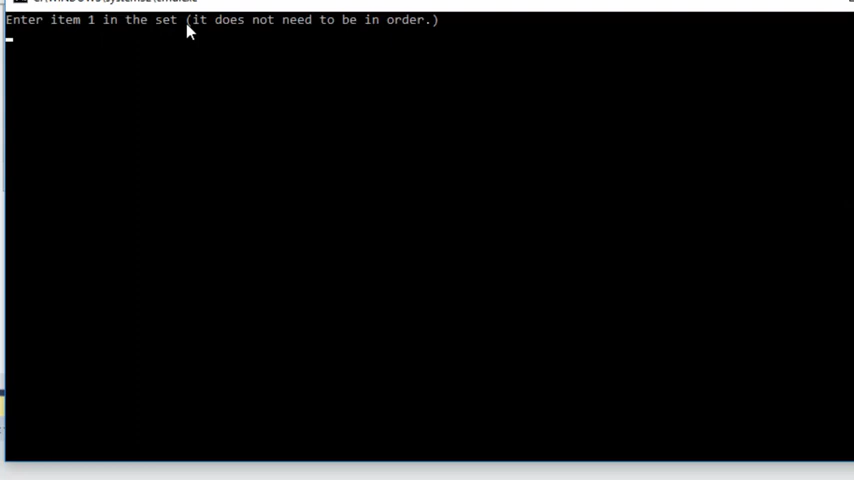 Enter item 1 in the set (it does not need to be in order.)